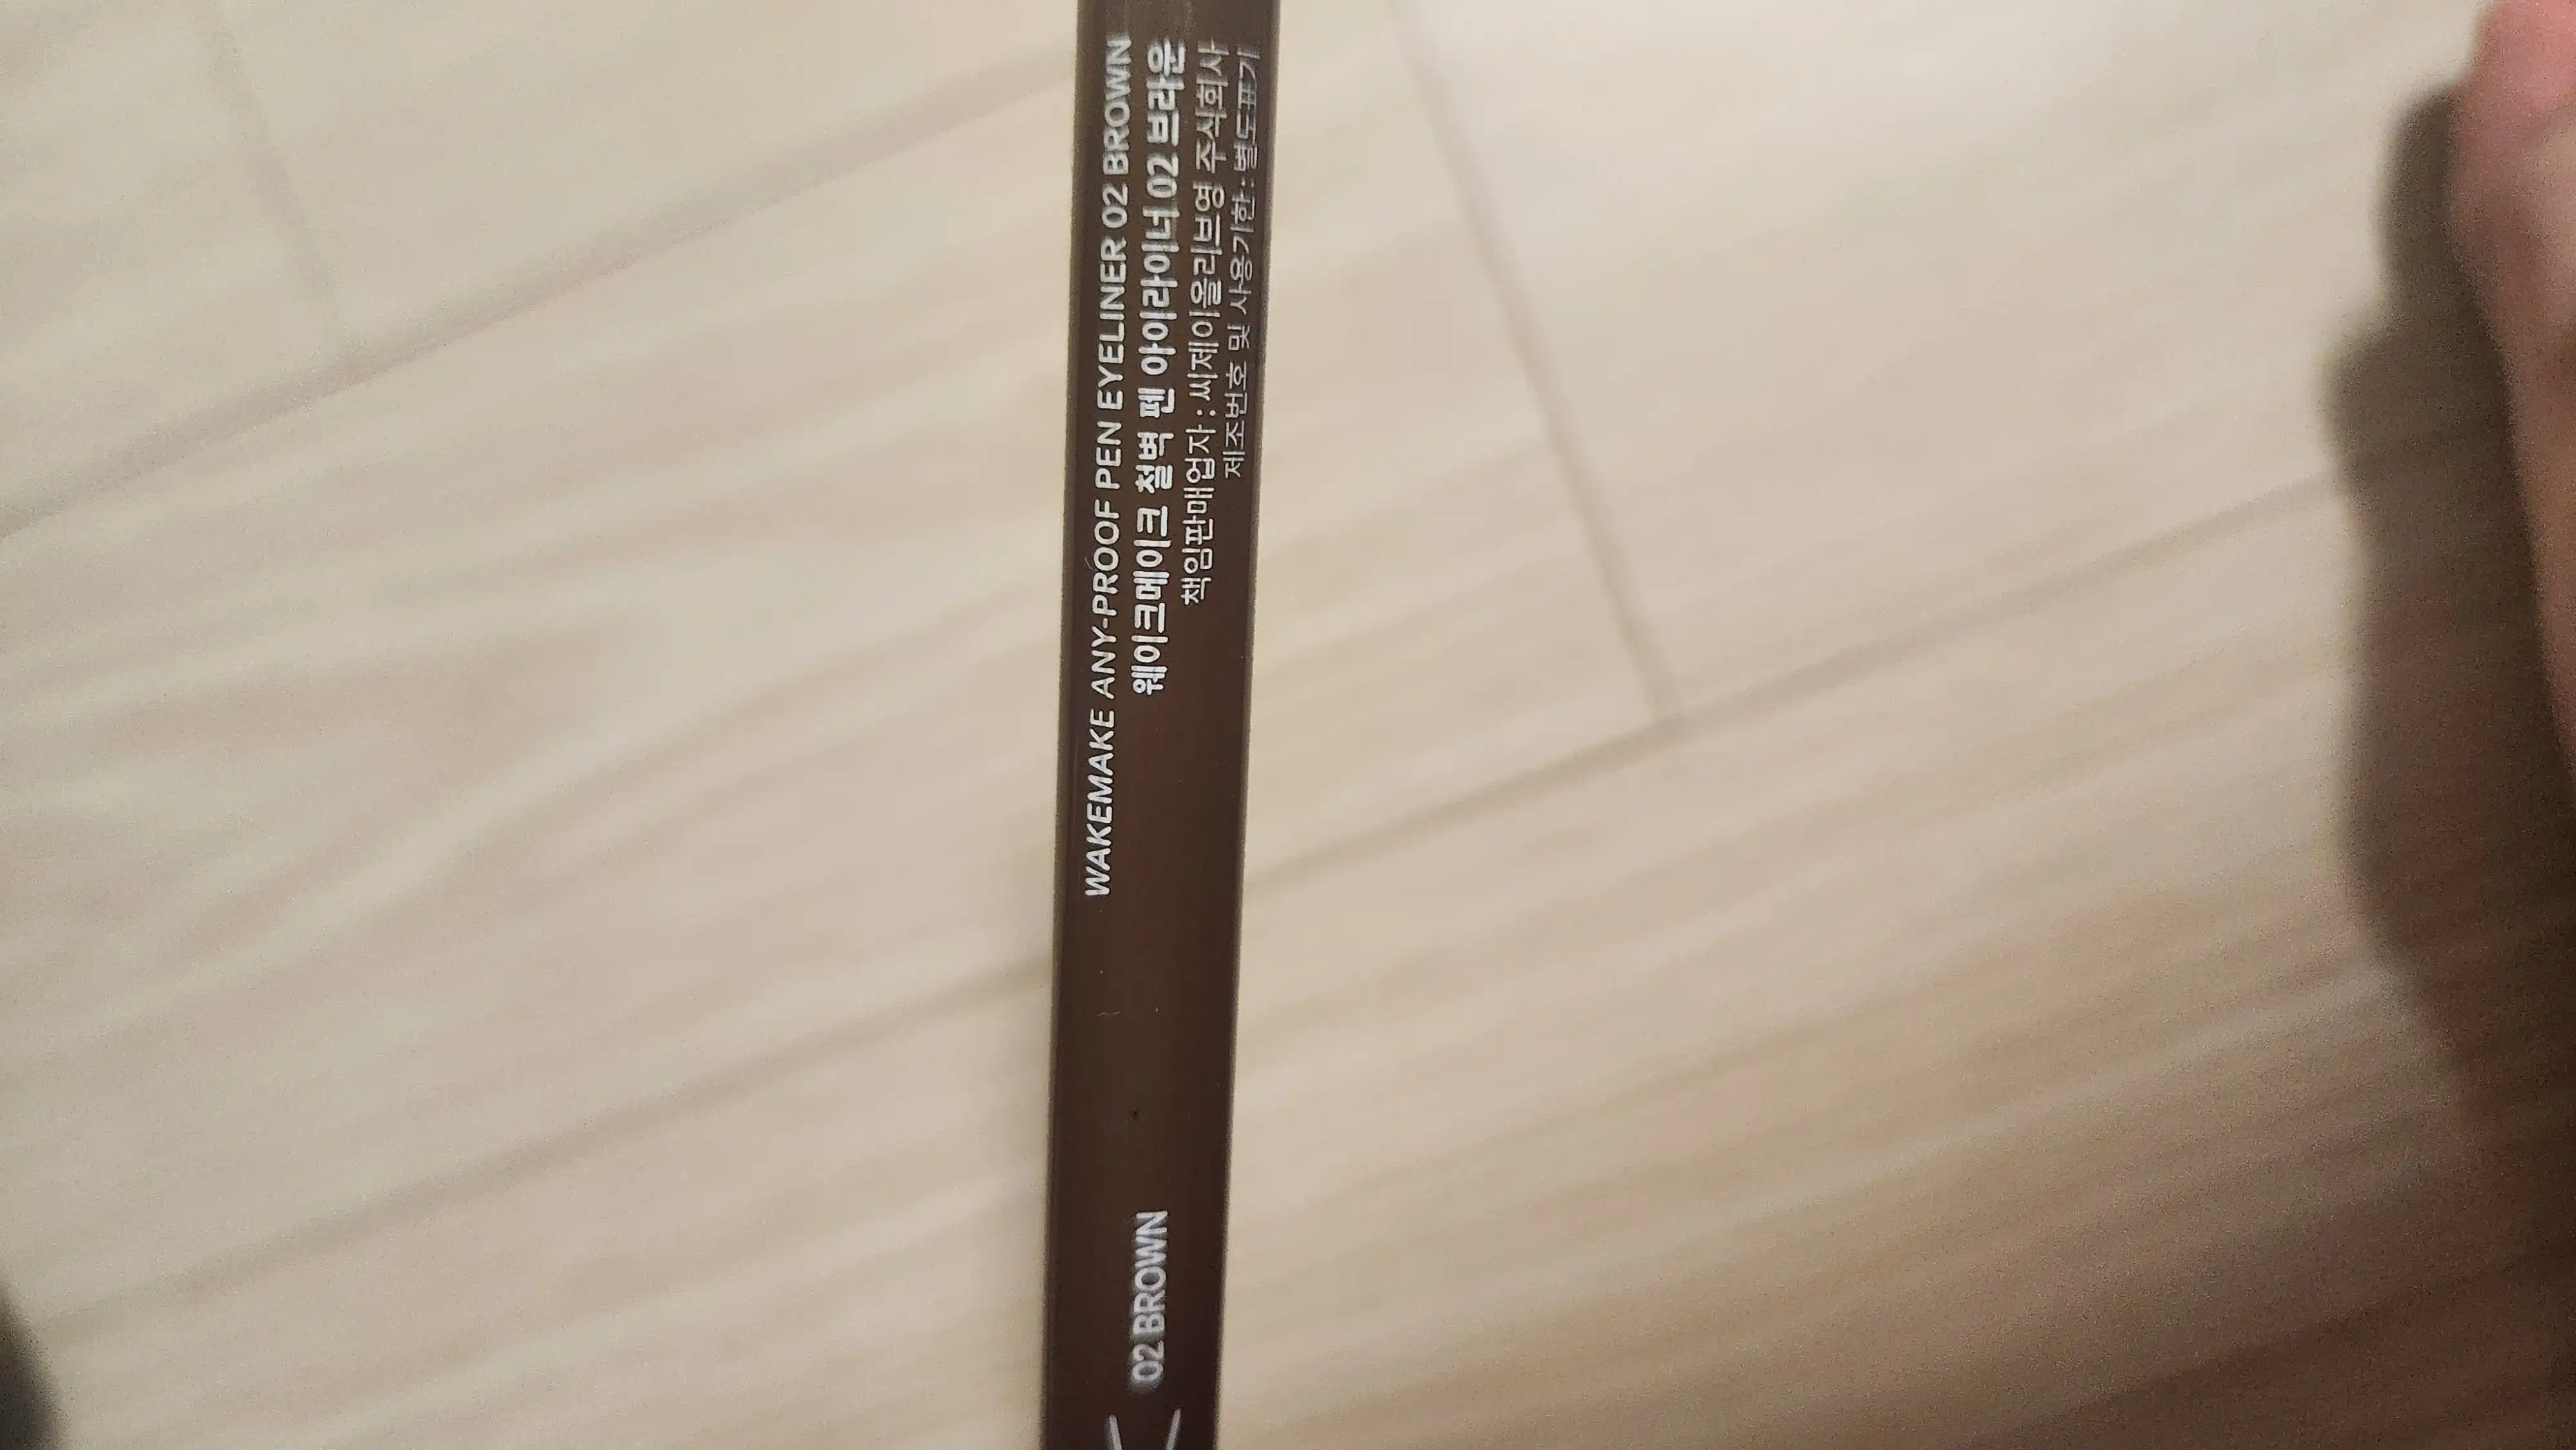 WAKEMAKE ANY-PROOF PEN EYELINER 02 BROWN
웨이크메이크 철벽 펜 아이라이너 02 브라운
책임판매업자 : 씨제이올리브영 주식회사
제조번호 및 사용기한 : 별도표기
02 BROWN